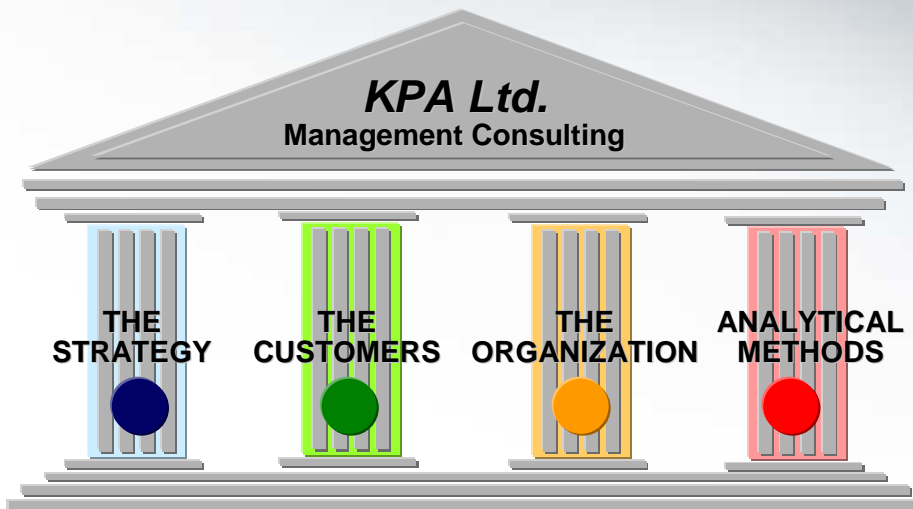 KPA Ltd.
Management Consulting
THE
STRATEGY
THE
CUSTOMERS
THE
ORGANIZATION
ANALYTICAL
METHODS